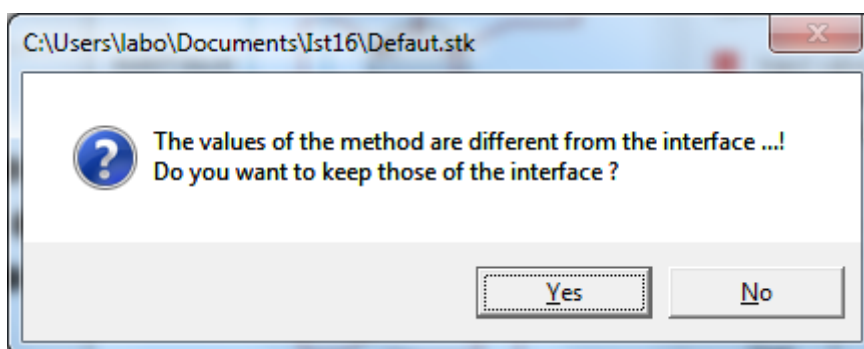 C:\Users\labo\Documents\Ist16\Defaut.stk
The values of the method are different from the interface ...!
Do you want to keep those of the interface ?
Yes
No